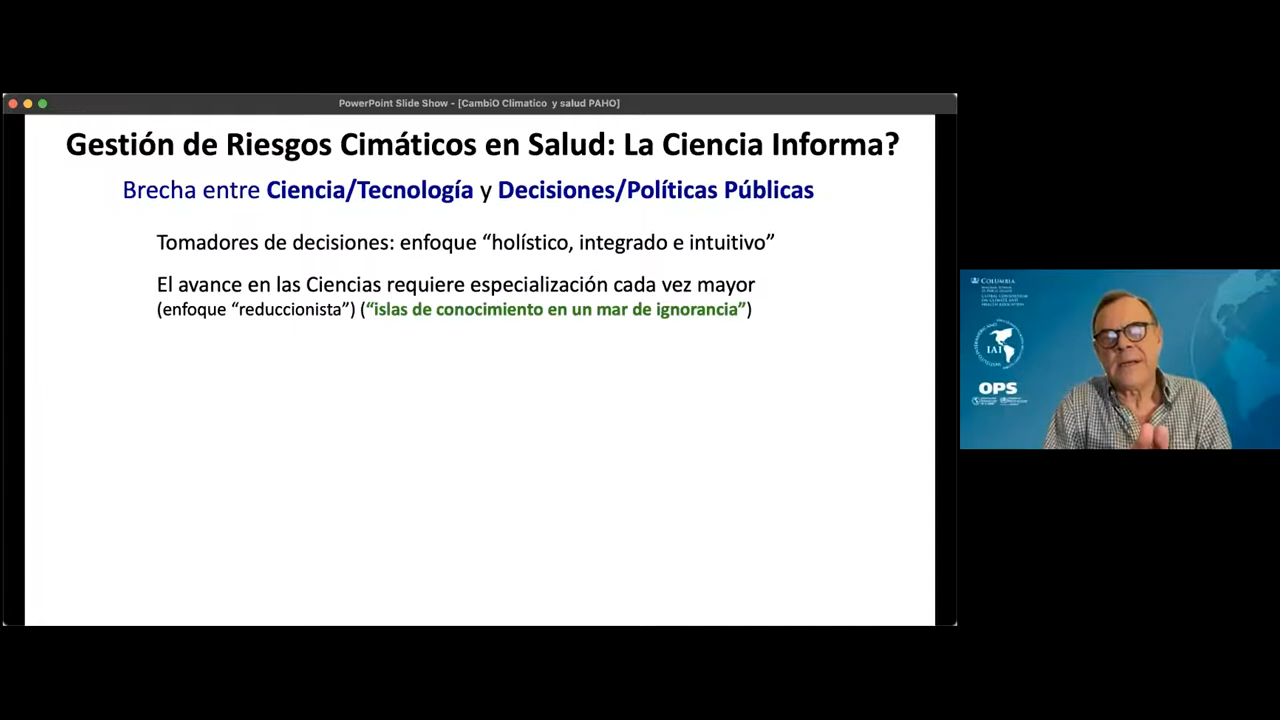 PowerPoint Slide Show - [CambiO Climatico y salud PAHO]
Gestión de Riesgos Cimáticos en Salud: La Ciencia Informa?
Brecha entre Ciencia/Tecnología y Decisiones/Políticas Públicas
Tomadores de decisiones: enfoque “holístico, integrado e intuitivo”
El avance en las Ciencias requiere especialización cada vez mayor
(enfoque “reduccionista”) (“islas de conocimiento en un mar de ignorancia”)
COLUMBIA
IAI
OPS